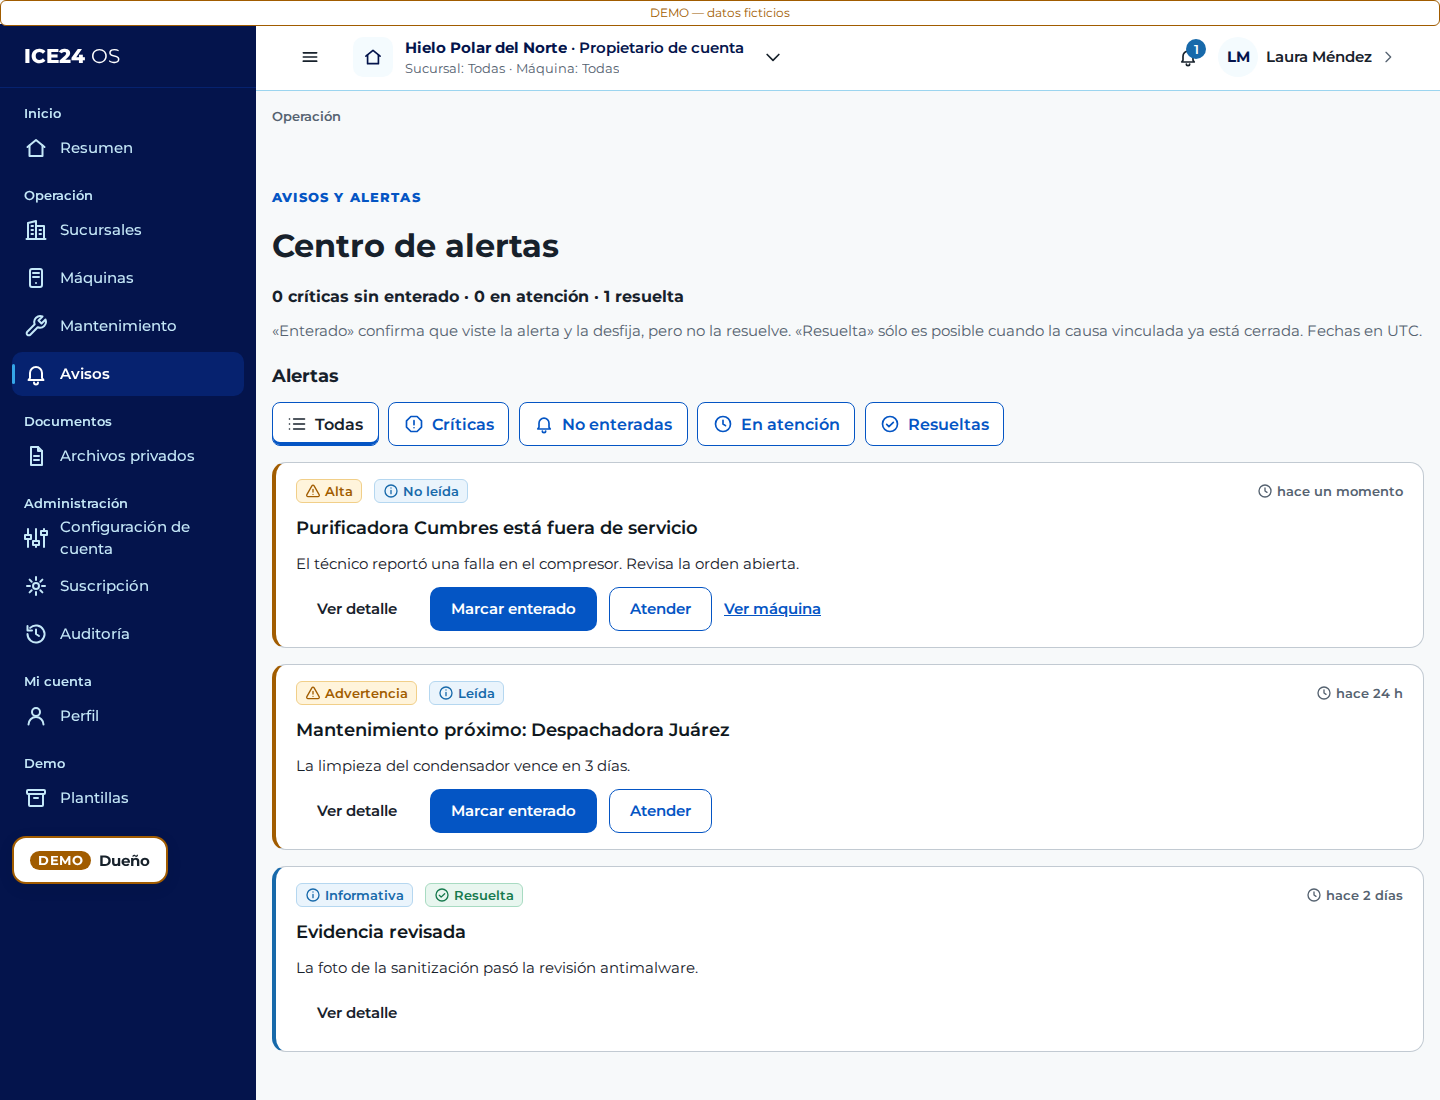 DEMO — datos ficticios
ICE24 OS
Inicio
Resumen
Operación
Sucursales
Máquinas
Mantenimiento
Avisos
Documentos
Archivos privados
Administración
Configuración de
cuenta
Suscripción
Auditoría
Mi cuenta
Perfil
Demo
Plantillas
DEMO Dueño
Hielo Polar del Norte · Propietario de cuenta
Sucursal: Todas · Máquina: Todas
1
LM Laura Méndez
Operación
AVISOS Y ALERTAS
Centro de alertas
0 críticas sin enterado · 0 en atención · 1 resuelta
«Enterado» confirma que viste la alerta y la desfija, pero no la resuelve. «Resuelta» sólo es posible cuando la causa vinculada ya está cerrada. Fechas en UTC.
Alertas
Todas Críticas No enteradas En atención Resueltas
Alta No leída hace un momento
Purificadora Cumbres está fuera de servicio
El técnico reportó una falla en el compresor. Revisa la orden abierta.
Ver detalle Marcar enterado Atender Ver máquina
Advertencia Leída hace 24 h
Mantenimiento próximo: Despachadora Juárez
La limpieza del condensador vence en 3 días.
Ver detalle Marcar enterado Atender
Informativa Resuelta hace 2 días
Evidencia revisada
La foto de la sanitización pasó la revisión antimalware.
Ver detalle